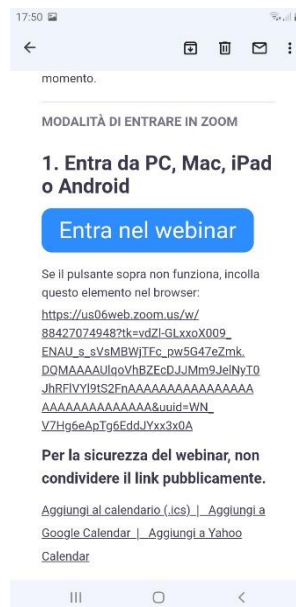 17:50
momento.
MODALITÀ DI ENTRARE IN ZOOM
1. Entra da PC, Mac, iPad
o Android
Entra nel webinar
Se il pulsante sopra non funziona, incolla
questo elemento nel browser:
https://us06web.zoom.us/w/
88427074948?tk=vdZl-GLxxoX009_
ENAU_s_sVsMBWjTFc_pw5G47eZmk.
DQMAAAAUlqoVhBZEcDJJMm9JelNyT0
JhRFlVYl9tS2FnAAAAAAAAAAAAAAAA
AAAAAAAAAAAAAA&uuid=WN_
V7Hg6eApTg6EddJYxx3x0A
Per la sicurezza del webinar, non
condividere il link pubblicamente.
Aggiungi al calendario (.ics) | Aggiungi a
Google Calendar | Aggiungi a Yahoo
Calendar